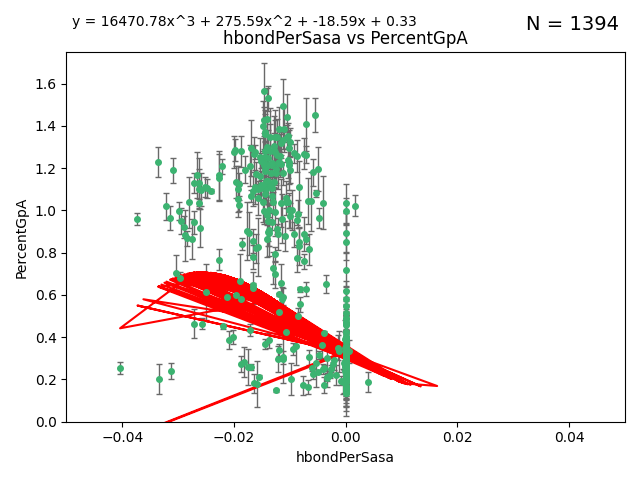 y = 16470.78x^3 + 275.59x^2 + -18.59x + 0.33
N = 1394
hbondPerSasa vs PercentGpA
1.6
1.4
1.2
1.0
0.8
0.6
0.4
0.2
0.0
PercentGpA
−0.04 −0.02 0.00 0.02 0.04
hbondPerSasa